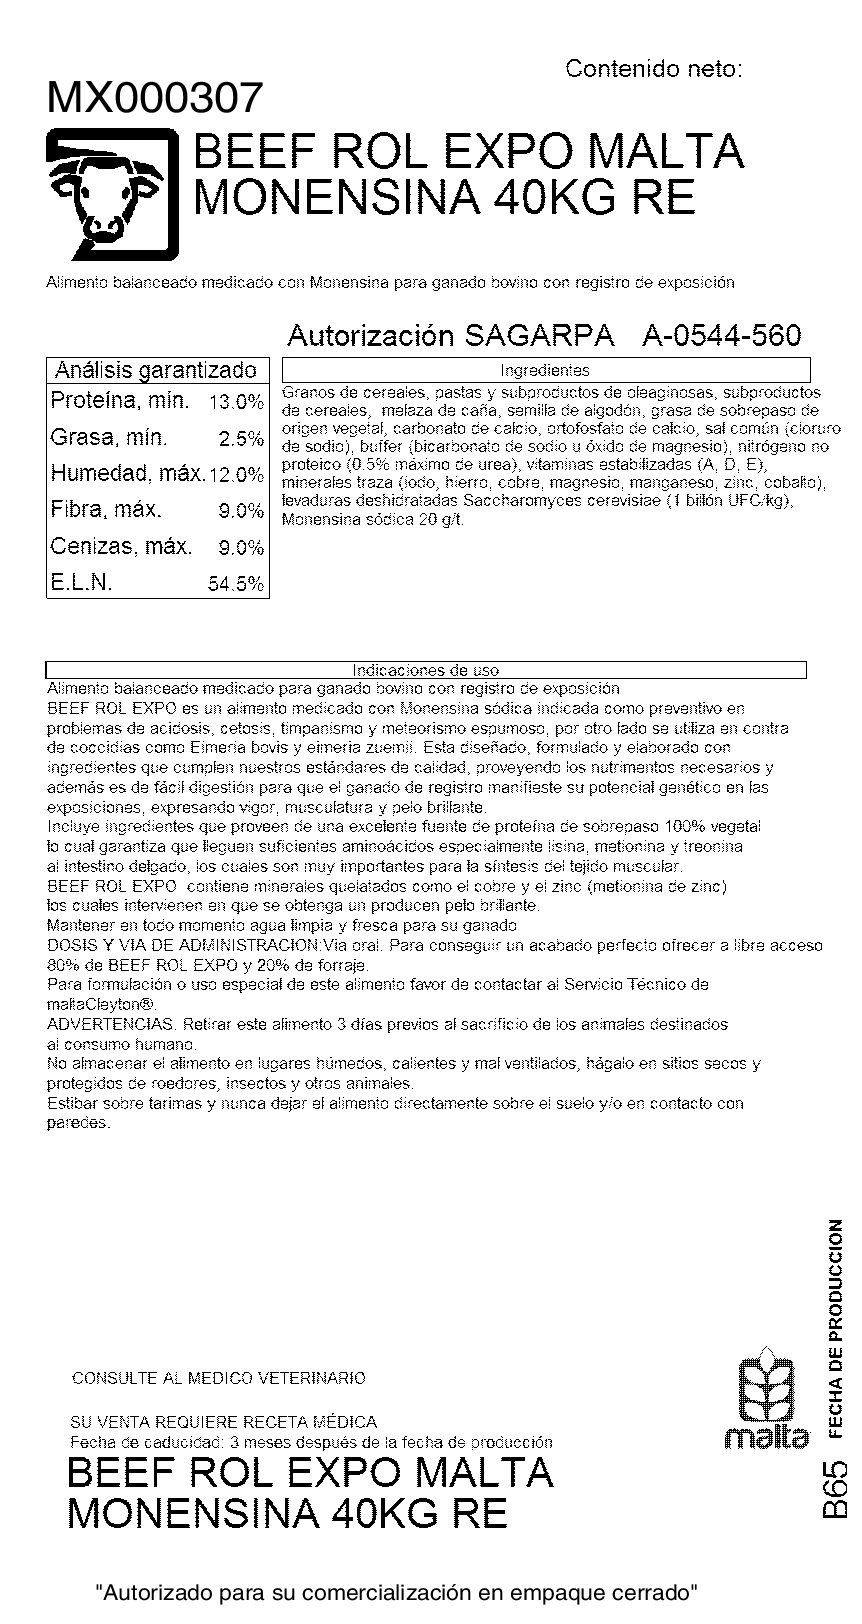 Contenido neto:
MX000307
BEEF ROL EXPO MALTA
MONENSINA 40KG RE
Alimento balanceado medicado con Monensina para ganado bovino con registro de exposición
Autorización SAGARPA A-0544-560
Análisis garantizado
Proteína, mín. 13.0%
Grasa, mín. 2.5%
Humedad, máx. 12.0%
Fibra, máx. 9.0%
Cenizas, máx. 9.0%
E.L.N. 54.5%
Ingredientes
Granos de cereales, pastas y subproductos de oleaginosas, subproductos
de cereales, melaza de caña, semilla de algodón, grasa de sobrepaso de
origen vegetal, carbonato de calcio, ortofosfato de calcio, sal común (cloruro
de sodio), buffer (bicarbonato de sodio u óxido de magnesio), nitrógeno no
proteico (0.5% máximo de urea), vitaminas estabilizadas (A, D, E),
minerales traza (iodo, hierro, cobre, magnesio, manganeso, zinc, cobalto),
levaduras deshidratadas Saccharomyces cerevisiae (1 billón UFC/kg),
Monensina sódica 20 g/t.
Indicaciones de uso
Alimento balanceado medicado para ganado bovino con registro de exposición
BEEF ROL EXPO es un alimento medicado con Monensina sódica indicada como preventivo en
problemas de acidosis, cetosis, timpanismo y meteorismo espumoso, por otro lado se utiliza en contra
de coccidias como Eimeria bovis y eimeria zuernii. Esta diseñado, formulado y elaborado con
ingredientes que cumplen nuestros estándares de calidad, proveyendo los nutrimentos necesarios y
además es de fácil digestión para que el ganado de registro manifieste su potencial genético en las
exposiciones, expresando vigor, musculatura y pelo brillante.
Incluye ingredientes que proveen de una excelente fuente de proteína de sobrepaso 100% vegetal
lo cual garantiza que lleguen suficientes aminoácidos especialmente lisina, metionina y treonina
al intestino delgado, los cuales son muy importantes para la síntesis del tejido muscular.
BEEF ROL EXPO contiene minerales quelatados como el cobre y el zinc (metionina de zinc)
los cuales intervienen en que se obtenga un producen pelo brillante.
Mantener en todo momento agua limpia y fresca para su ganado
DOSIS Y VIA DE ADMINISTRACION:Via oral. Para conseguir un acabado perfecto ofrecer a libre acceso
80% de BEEF ROL EXPO y 20% de forraje.
Para formulación o uso especial de este alimento favor de contactar al Servicio Técnico de
maltaCleyton®.
ADVERTENCIAS. Retirar este alimento 3 días previos al sacrificio de los animales destinados
al consumo humano.
No almacenar el alimento en lugares húmedos, calientes y mal ventilados, hágalo en sitios secos y
protegidos de roedores, insectos y otros animales.
Estibar sobre tarimas y nunca dejar el alimento directamente sobre el suelo y/o en contacto con
paredes.
FECHA DE PRODUCCION
B65
CONSULTE AL MEDICO VETERINARIO
malta
SU VENTA REQUIERE RECETA MÉDICA
Fecha de caducidad: 3 meses después de la fecha de producción
BEEF ROL EXPO MALTA
MONENSINA 40KG RE
"Autorizado para su comercialización en empaque cerrado"